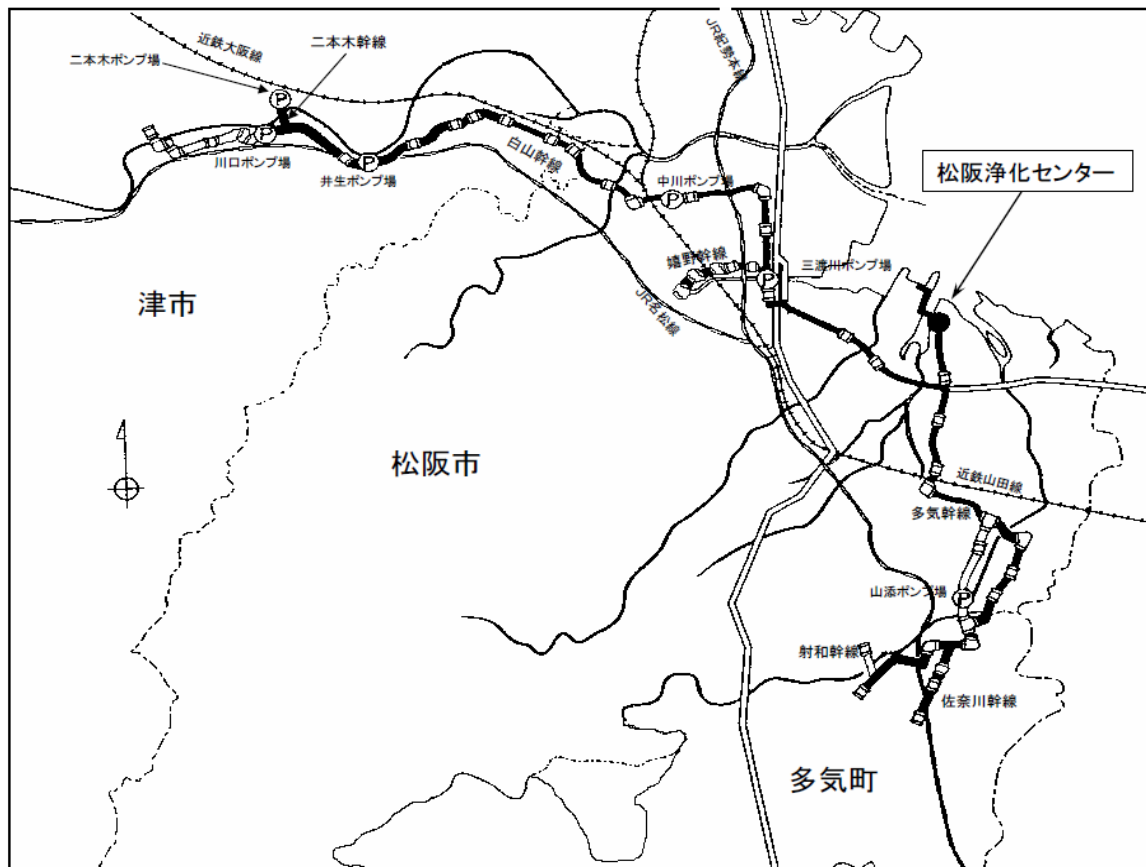 近鉄大阪線
二本木幹線
二本木ポンプ場
JR紀勢本線
川口ポンプ場
井生ポンプ場
白山幹線
中川ポンプ場
松阪浄化センター
嬉野幹線
三渡川ポンプ場
JR名松線
津市
松阪市
近鉄山田線
多気幹線
山添ポンプ場
射和幹線
佐奈川幹線
多気町
P
P
P
P
P
P